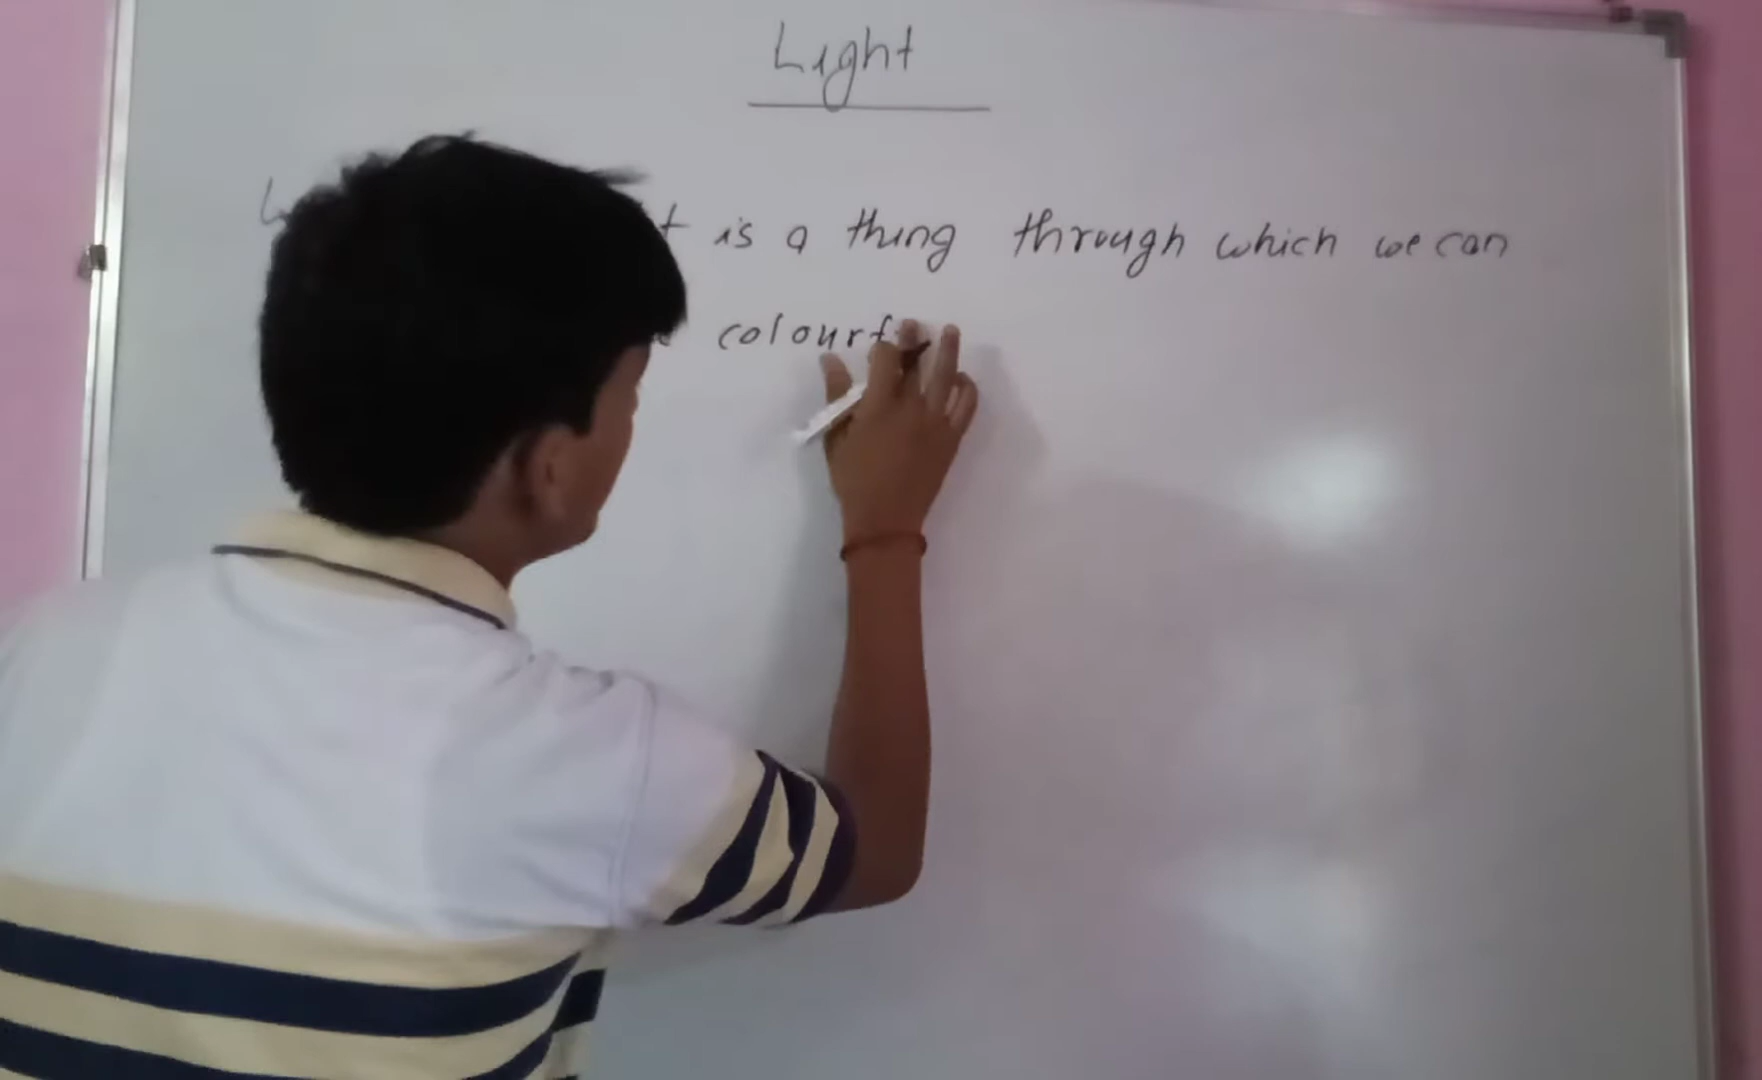 Light
is a thing through which we can
colourf